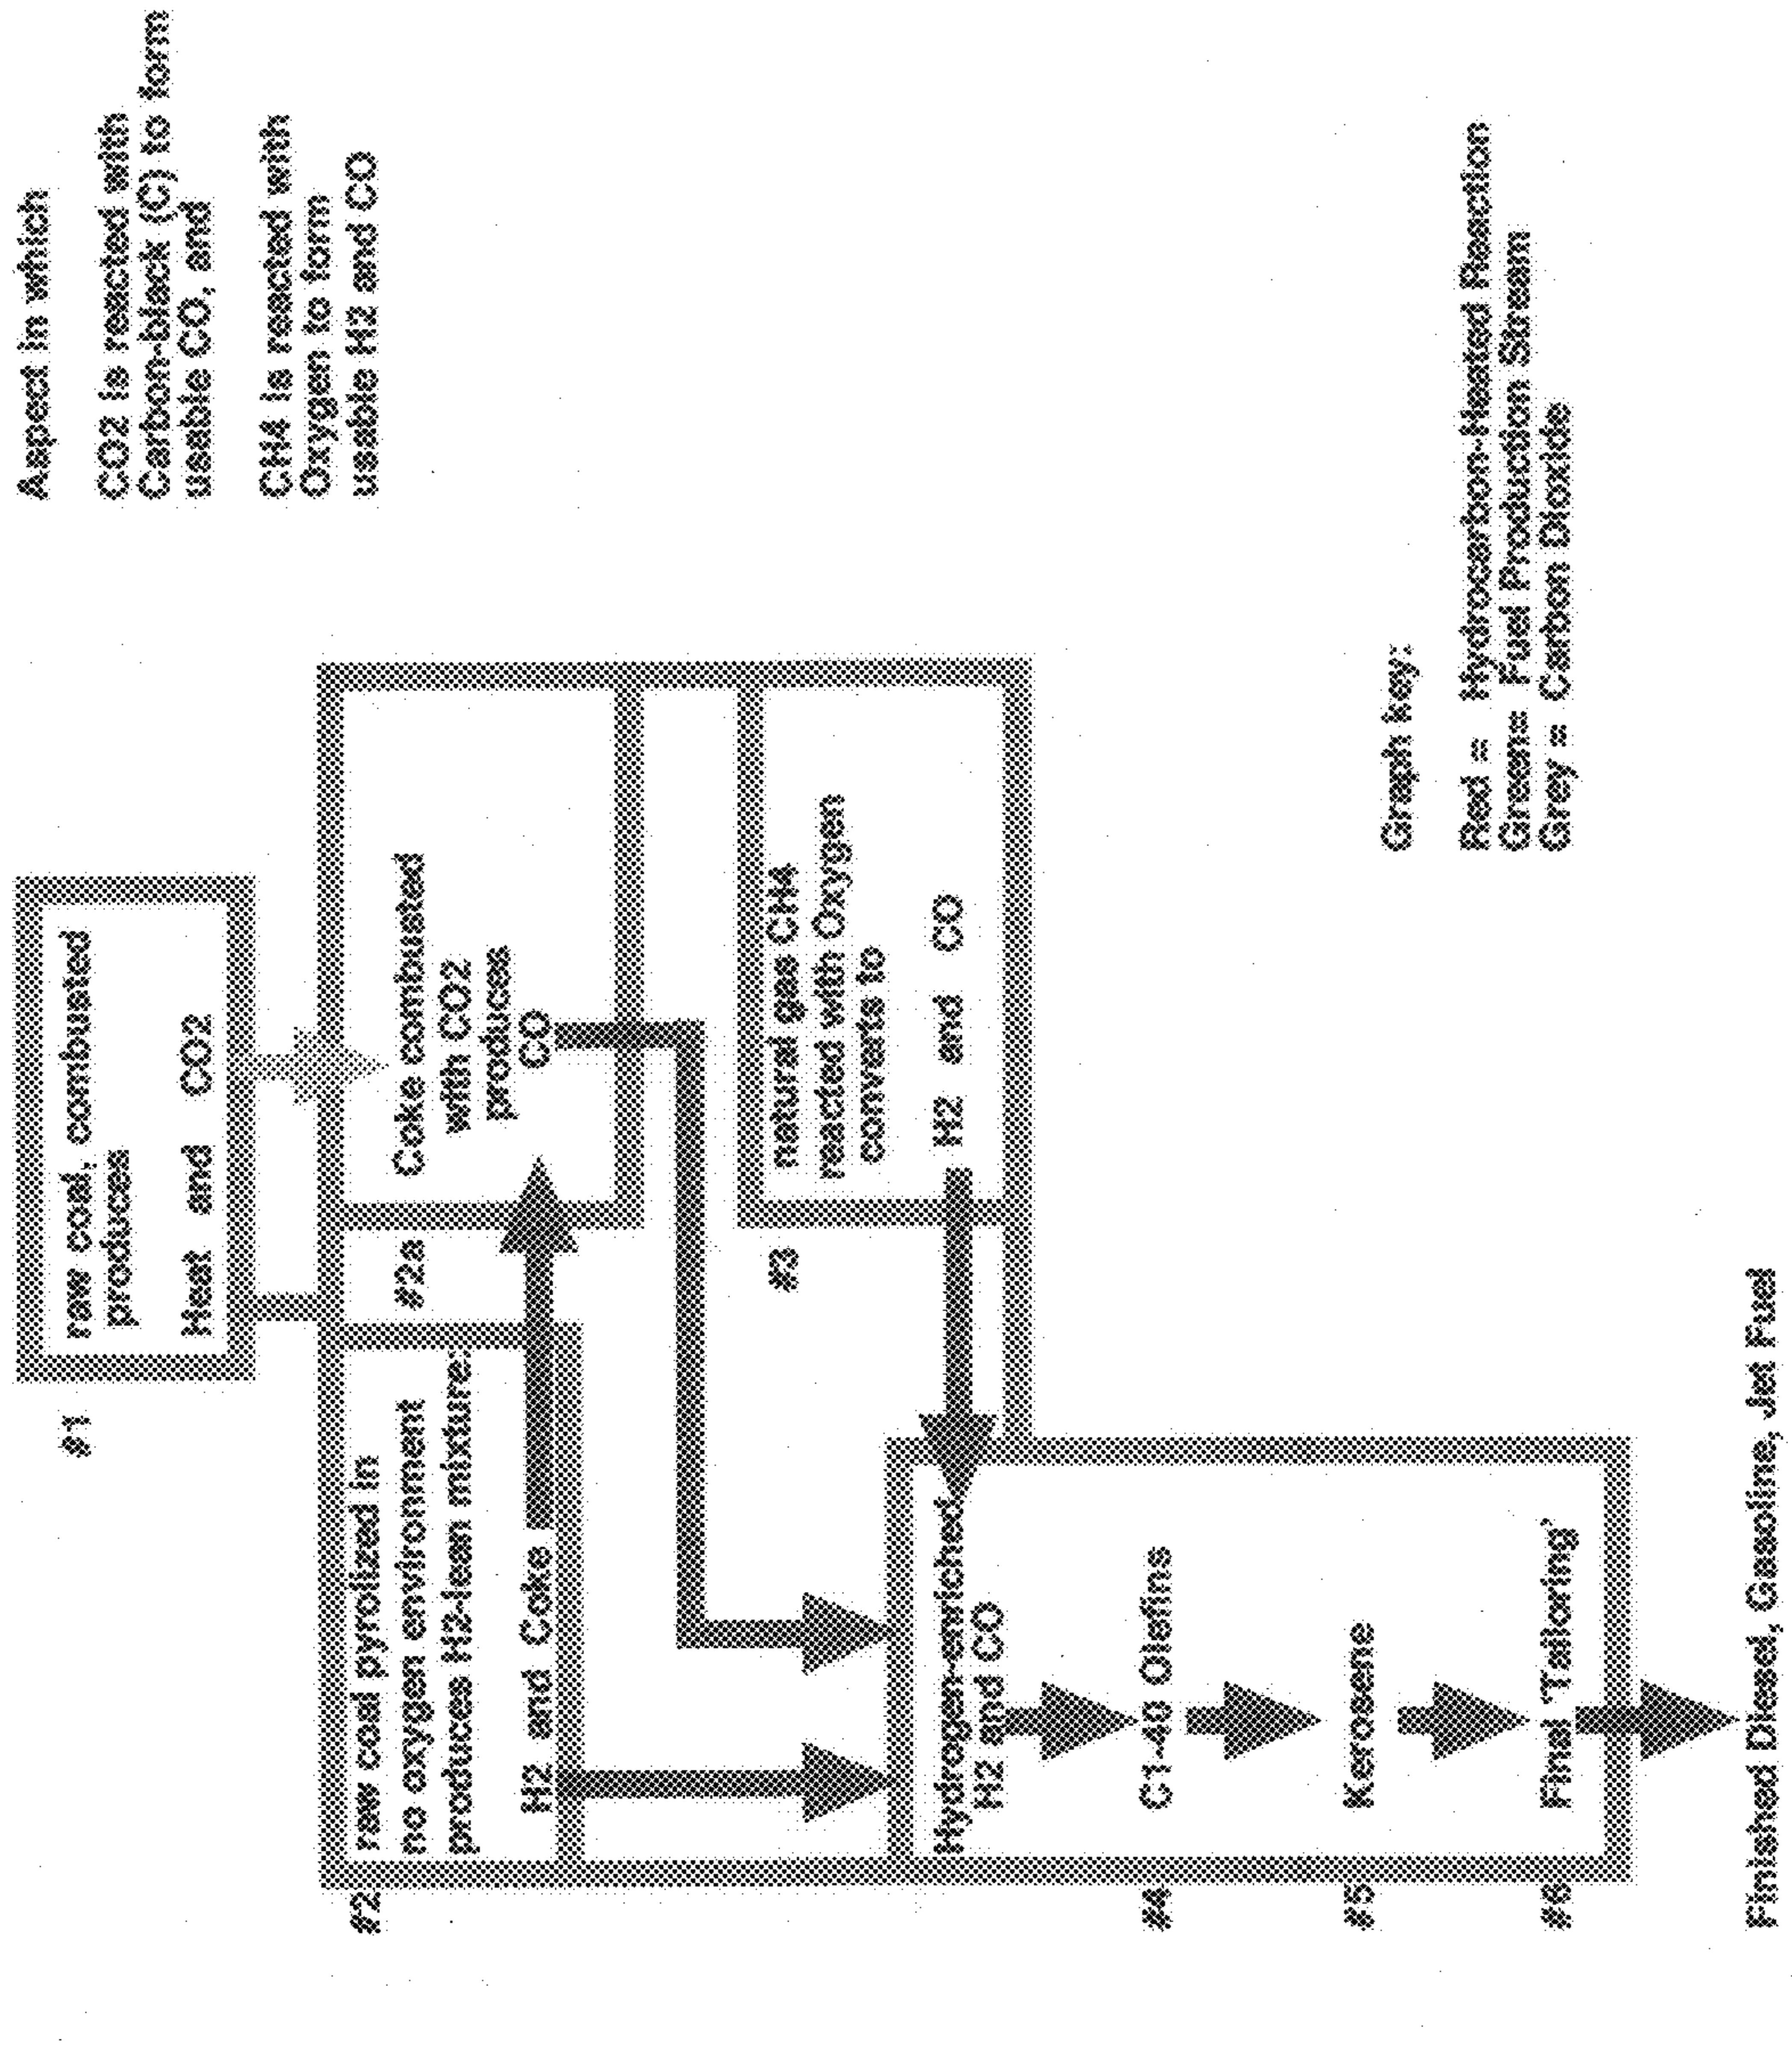 Aspect in which
CO2 is reacted with
Carbon-black (C) to form
usable CO, and
CH4 is reacted with
Oxygen to form
usable H2 and CO
#1
raw coal, combusted
produces
Heat and CO2
#2
raw coal pyrolized in
no oxygen environment
produces H2-lean mixture:
H2 and Coke
#2a
Coke combusted
with CO2
produces
CO
#3
natural gas CH4
reacted with Oxygen
converts to
H2 and CO
Hydrogen-enriched
H2 and CO
#4
C1-40 Olefins
#5
Kerosene
#6
Final 'Tailoring'
Finished Diesel, Gasoline, Jet Fuel
Graph key:
Red = Hydrocarbon-Heated Reaction
Green= Fuel Production Stream
Grey = Carbon Dioxide